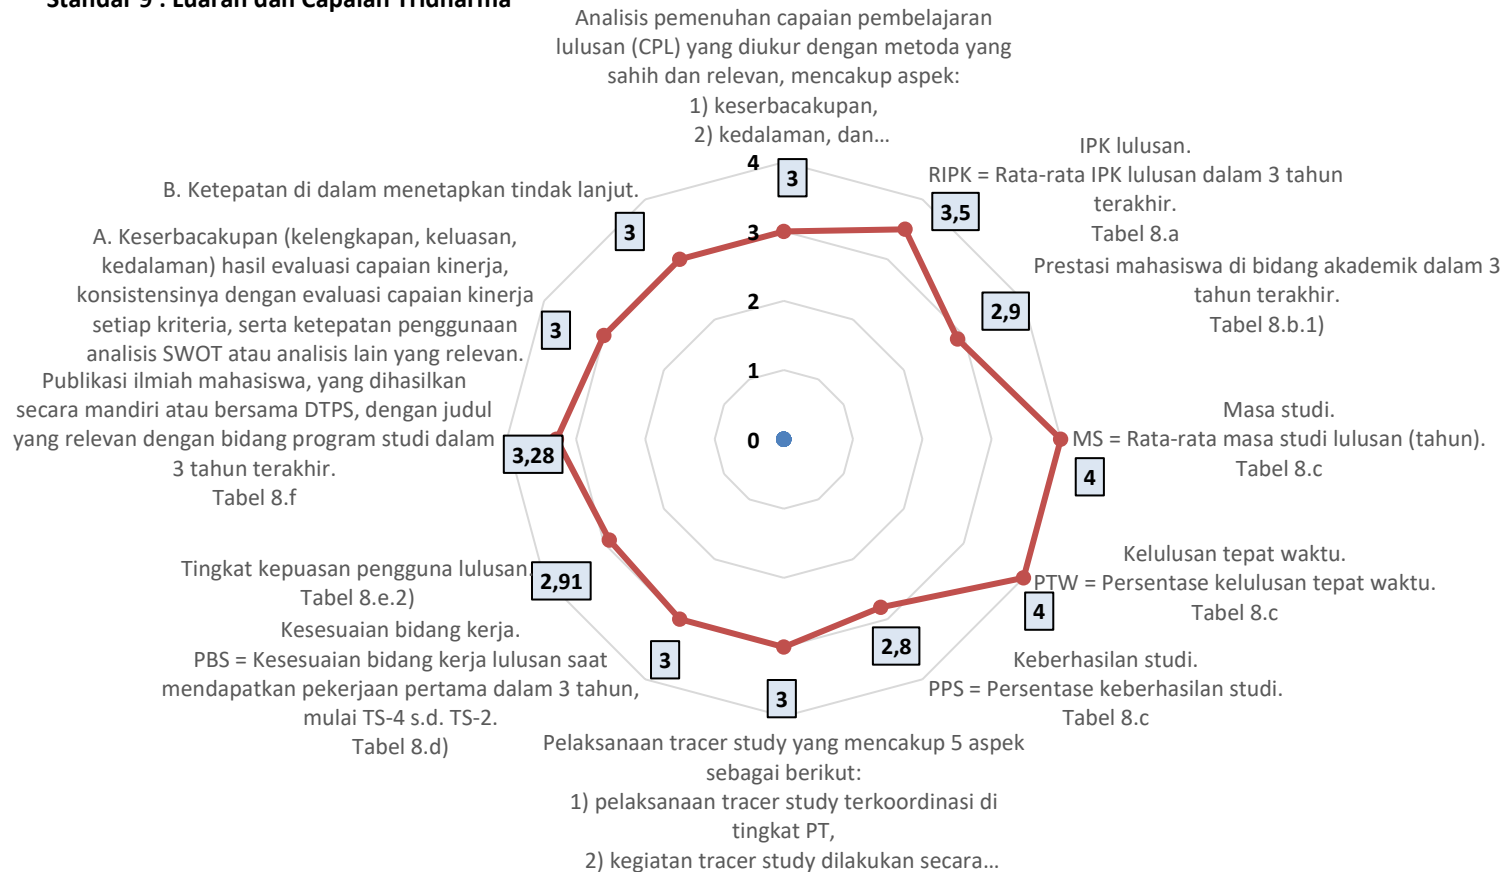 Standar 9 : Luaran dan Capaian Tridharma
Analisis pemenuhan capaian pembelajaran
lulusan (CPL) yang diukur dengan metoda yang
sahih dan relevan, mencakup aspek:
1) keserbacakupan,
2) kedalaman, dan…
3
IPK lulusan.
RIPK = Rata-rata IPK lulusan dalam 3 tahun
terakhir.
Tabel 8.a
3,5
Prestasi mahasiswa di bidang akademik dalam 3
tahun terakhir.
Tabel 8.b.1)
2,9
Masa studi.
MS = Rata-rata masa studi lulusan (tahun).
Tabel 8.c
4
Kelulusan tepat waktu.
PTW = Persentase kelulusan tepat waktu.
Tabel 8.c
4
Keberhasilan studi.
PPS = Persentase keberhasilan studi.
Tabel 8.c
2,8
3
Pelaksanaan tracer study yang mencakup 5 aspek
sebagai berikut:
1) pelaksanaan tracer study terkoordinasi di
tingkat PT,
2) kegiatan tracer study dilakukan secara…
Kesesuaian bidang kerja.
PBS = Kesesuaian bidang kerja lulusan saat
mendapatkan pekerjaan pertama dalam 3 tahun,
mulai TS-4 s.d. TS-2.
Tabel 8.d)
3
Tingkat kepuasan pengguna lulusan.
Tabel 8.e.2)
2,91
Publikasi ilmiah mahasiswa, yang dihasilkan
secara mandiri atau bersama DTPS, dengan judul
yang relevan dengan bidang program studi dalam
3 tahun terakhir.
Tabel 8.f
3,28
A. Keserbacakupan (kelengkapan, keluasan,
kedalaman) hasil evaluasi capaian kinerja,
konsistensinya dengan evaluasi capaian kinerja
setiap kriteria, serta ketepatan penggunaan
analisis SWOT atau analisis lain yang relevan.
3
B. Ketepatan di dalam menetapkan tindak lanjut.
3
4
3
2
1
0